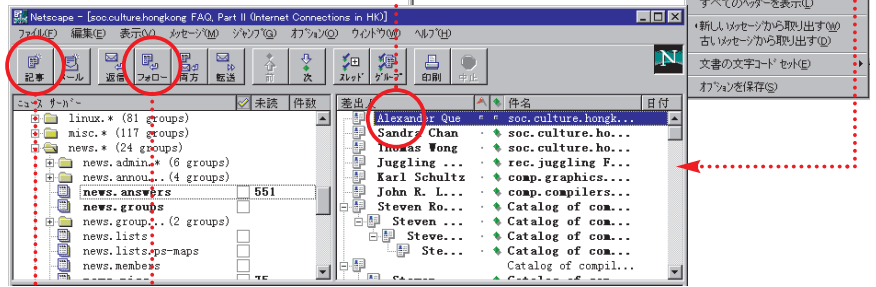 Netscape - [soc.culture.hongkong FAQ, Part II (Internet Connections in HK)]
ファイル(F) 編集(E) 表示(V) メッセージ(M) ジャンプ(G) オプション(O) ウィンドウ(W) ヘルプ(H)
記事 メール 返信 フォロー 両方 転送 前 次 スレッド グループ 印刷 中止
N
すべてのヘッダーを表示(L)
・新しいメッセージから取り出す(W)
古いメッセージから取り出す(D)
文書の文字コード セット(E)
オプションを保存(S)
ニュース サーバー 未読 件数
linux.* (81 groups)
misc.* (117 groups)
news.* (24 groups)
news.admin.* (6 groups)
news.annou... (4 groups)
news.answers 551
news.groups
news.group... (2 groups)
news.lists
news.lists.ps-maps
news.members
75
差出人 件名 日付
Alexander Que soc.culture.hongk...
Sandra Chan soc.culture.ho...
Thomas Wong soc.culture.ho...
Juggling ... rec.juggling F...
Karl Schultz comp.graphics....
John R. L... comp.compilers...
Steven Ro... Catalog of com...
Steven ... Catalog of com...
Steve... Catalog of com...
Ste... Catalog of com...
Catalog of compil...